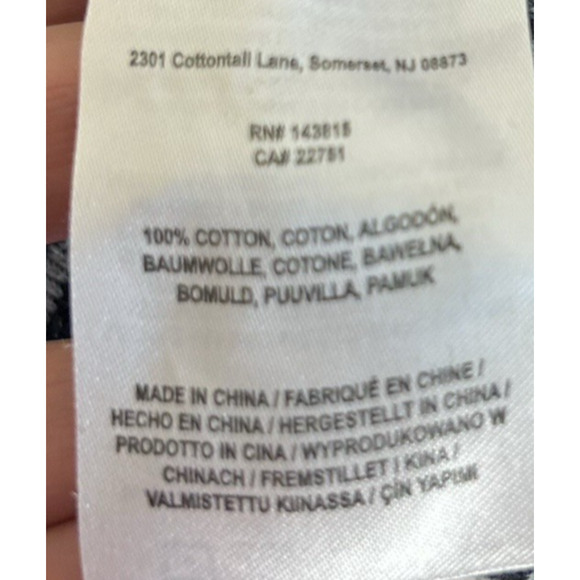 2301 Cottontail Lane, Somerset, NJ 08873
RN# 143815
CA# 22751
100% COTTON, COTON, ALGODÓN,
BAUMWOLLE, COTONE, BAWEŁNA,
BOMULD, PUUVILLA, PAMUK
MADE IN CHINA / FABRIQUÉ EN CHINE /
HECHO EN CHINA / HERGESTELLT IN CHINA /
PRODOTTO IN CINA / WYPRODUKOWANO W
CHINACH / FREMSTILLET I KINA /
VALMISTETTU KIINASSA / ÇİN YAPIMI